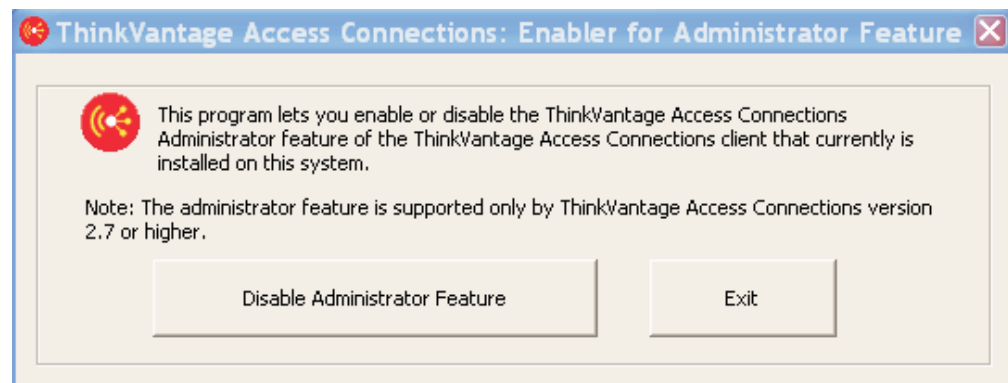 ThinkVantage Access Connections: Enabler for Administrator Feature
This program lets you enable or disable the ThinkVantage Access Connections
Administrator feature of the ThinkVantage Access Connections client that currently is
installed on this system.
Note: The administrator feature is supported only by ThinkVantage Access Connections version
2.7 or higher.
Disable Administrator Feature
Exit